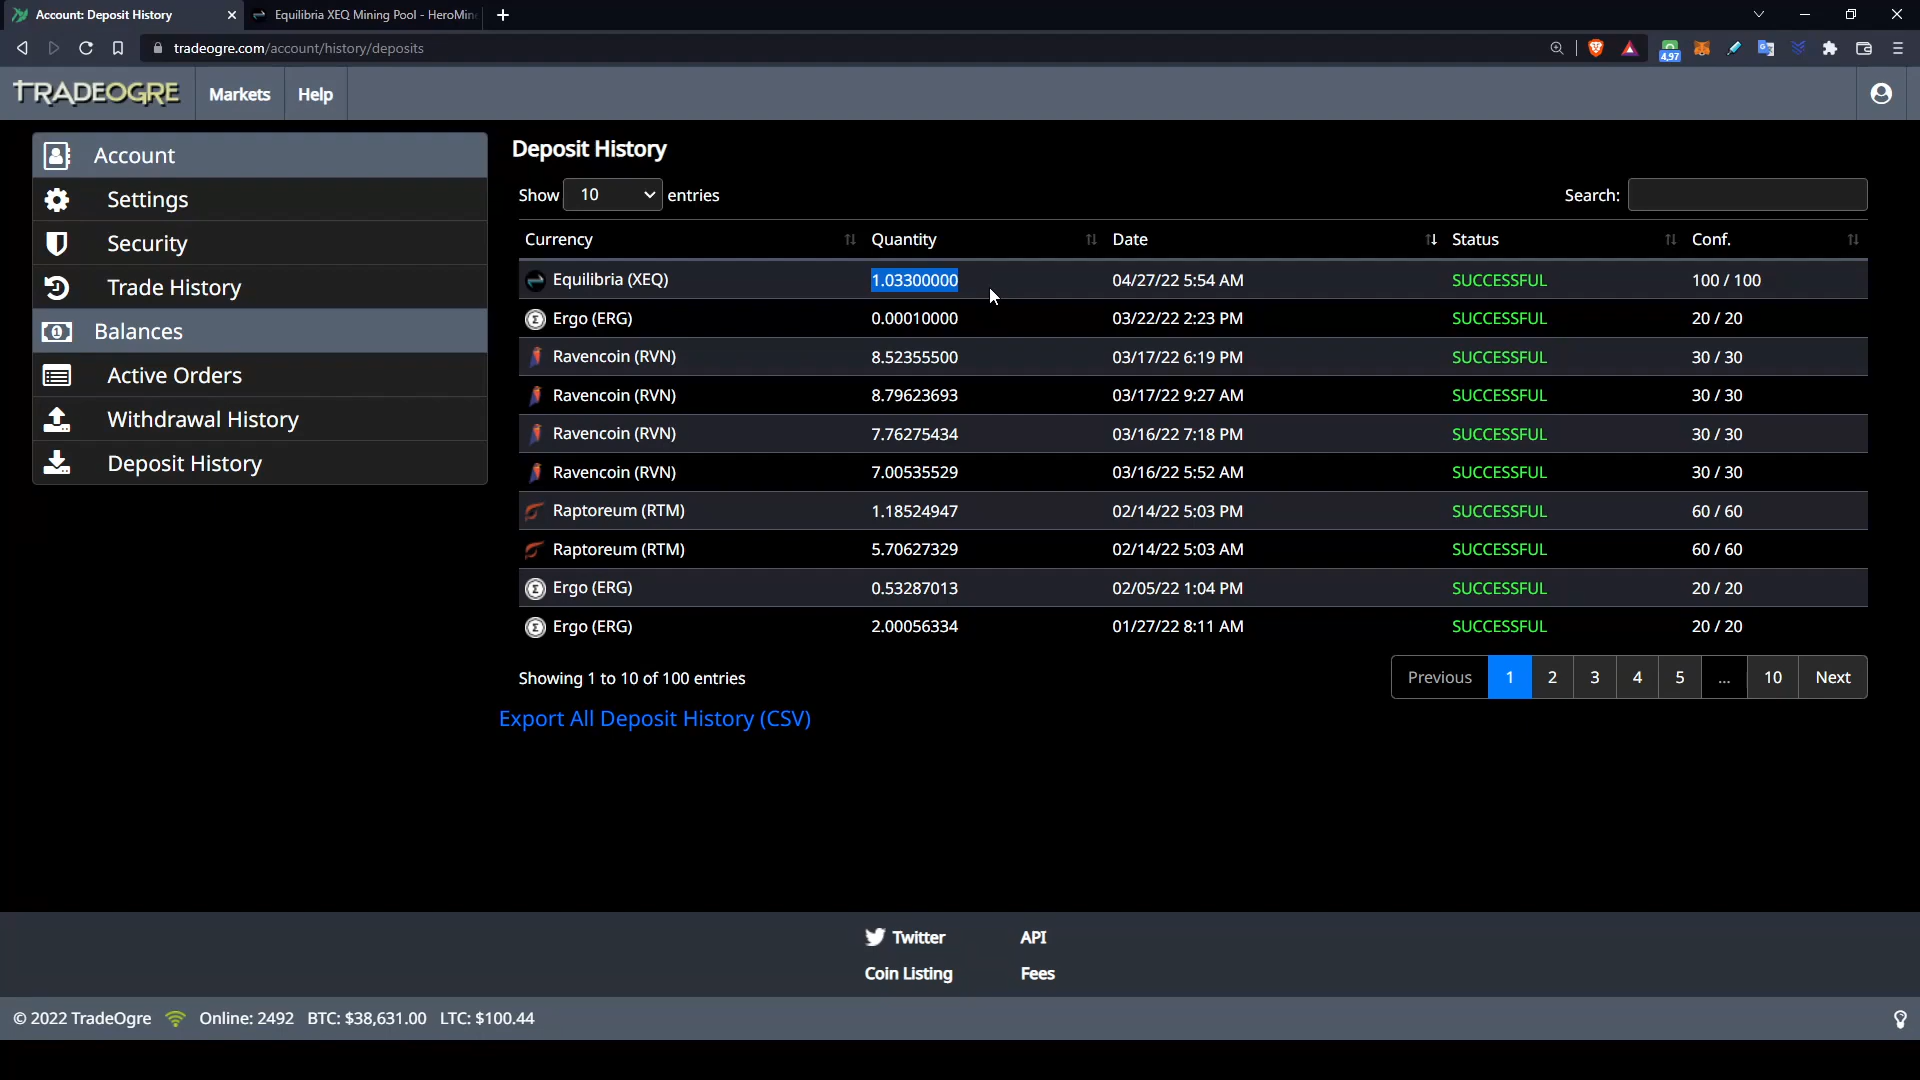 Account: Deposit History
Equilibria XEQ Mining Pool - HeroMin
tradeogre.com/account/history/deposits
4,97
TRADEOGRE
Markets
Help
Account
Settings
Security
Trade History
Balances
Active Orders
Withdrawal History
Deposit History
Deposit History
Show 10 entries
Search:
Currency Quantity Date Status Conf.
Equilibria (XEQ) 1.03300000 04/27/22 5:54 AM SUCCESSFUL 100 / 100
Ergo (ERG) 0.00010000 03/22/22 2:23 PM SUCCESSFUL 20 / 20
Ravencoin (RVN) 8.52355500 03/17/22 6:19 PM SUCCESSFUL 30 / 30
Ravencoin (RVN) 8.79623693 03/17/22 9:27 AM SUCCESSFUL 30 / 30
Ravencoin (RVN) 7.76275434 03/16/22 7:18 PM SUCCESSFUL 30 / 30
Ravencoin (RVN) 7.00535529 03/16/22 5:52 AM SUCCESSFUL 30 / 30
Raptoreum (RTM) 1.18524947 02/14/22 5:03 PM SUCCESSFUL 60 / 60
Raptoreum (RTM) 5.70627329 02/14/22 5:03 AM SUCCESSFUL 60 / 60
Ergo (ERG) 0.53287013 02/05/22 1:04 PM SUCCESSFUL 20 / 20
Ergo (ERG) 2.00056334 01/27/22 8:11 AM SUCCESSFUL 20 / 20
Showing 1 to 10 of 100 entries
Previous 1 2 3 4 5 ... 10 Next
Export All Deposit History (CSV)
Twitter API
Coin Listing Fees
© 2022 TradeOgre Online: 2492 BTC: $38,631.00 LTC: $100.44